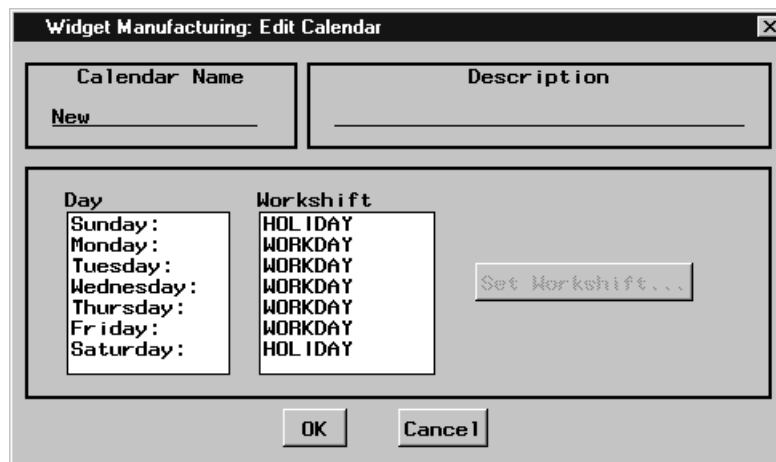 Widget Manufacturing: Edit Calendar
Calendar Name
Description
New
Day
Workshift
Sunday: HOLIDAY
Monday: WORKDAY
Tuesday: WORKDAY
Wednesday: WORKDAY
Thursday: WORKDAY
Friday: WORKDAY
Saturday: HOLIDAY
Set Workshift...
OK
Cancel